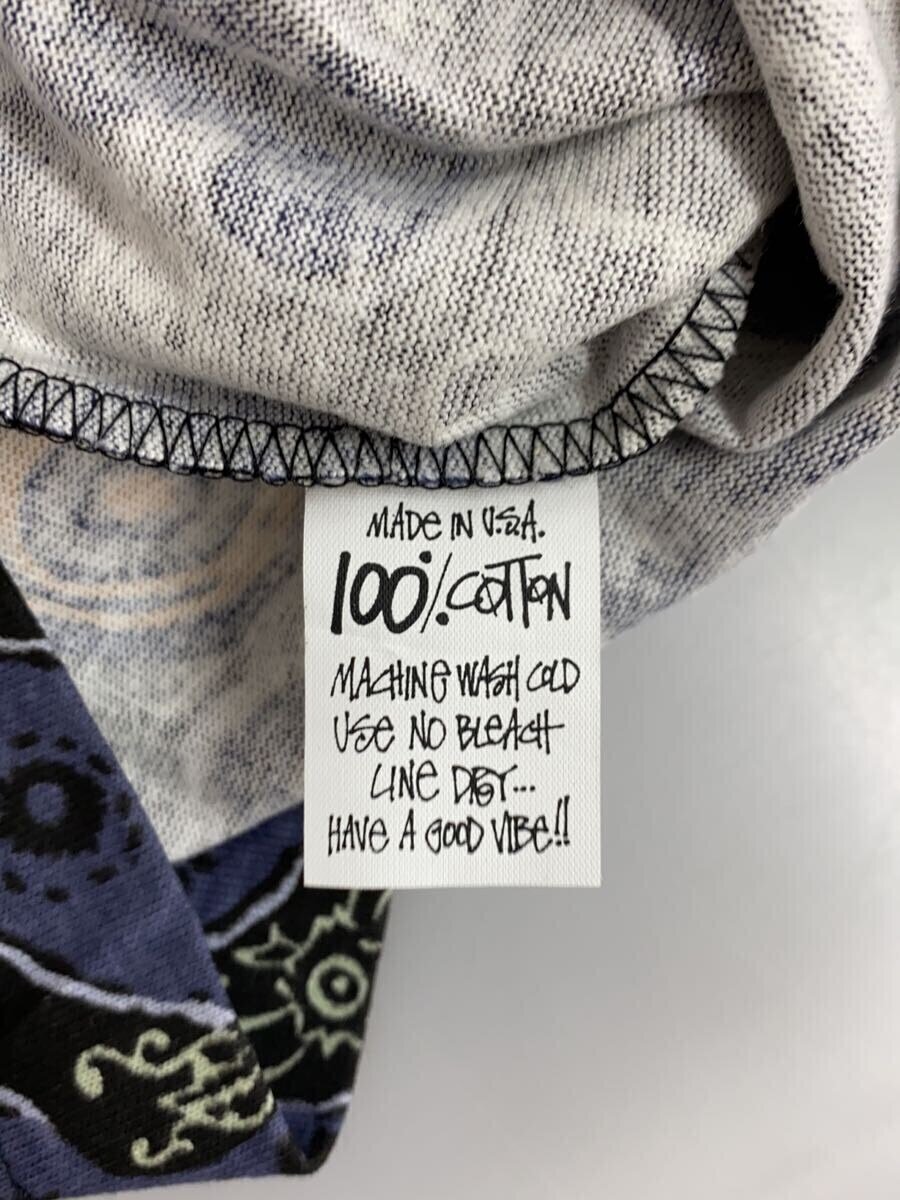 MADE IN U.S.A.
100%.COTTON
MACHINE WASH COLD
USE NO BLEACH
LINE DRY...
HAVE A GOOD VIBE!!